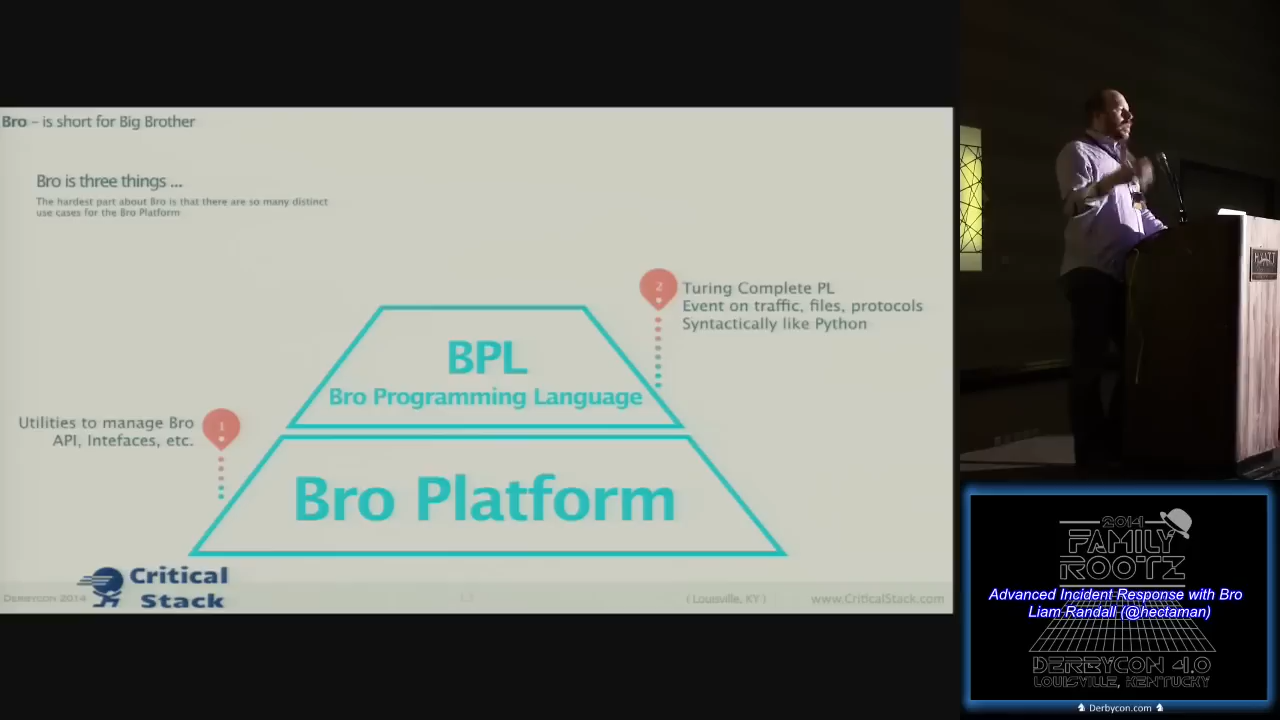 Bro – is short for Big Brother
Bro is three things ...
The hardest part about Bro is that there are so many distinct
use cases for the Bro Platform
2
Turing Complete PL
Event on traffic, files, protocols
Syntactically like Python
BPL
Bro Programming Language
1
Utilities to manage Bro
API, Intefaces, etc.
Bro Platform
Critical
Stack
Derbycon 2014
( Louisville, KY )
www.CriticalStack.com
HYATT
2014
FAMILY
ROOTZ
Advanced Incident Response with Bro
Liam Randall (@hectaman)
DERBYCON 4.0
LOUISVILLE, KENTUCKY
Derbycon.com